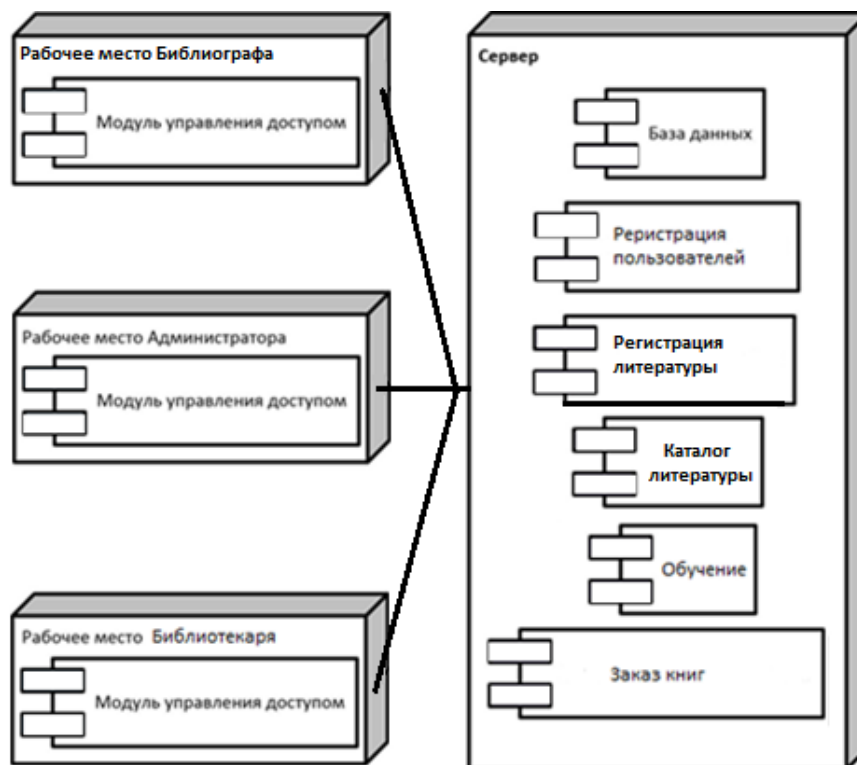 Рабочее место Библиографа
Модуль управления доступом
Рабочее место Администратора
Модуль управления доступом
Рабочее место Библиотекаря
Модуль управления доступом
Сервер
База данных
Реристрация
пользователей
Регистрация
литературы
Каталог
литературы
Обучение
Заказ книг